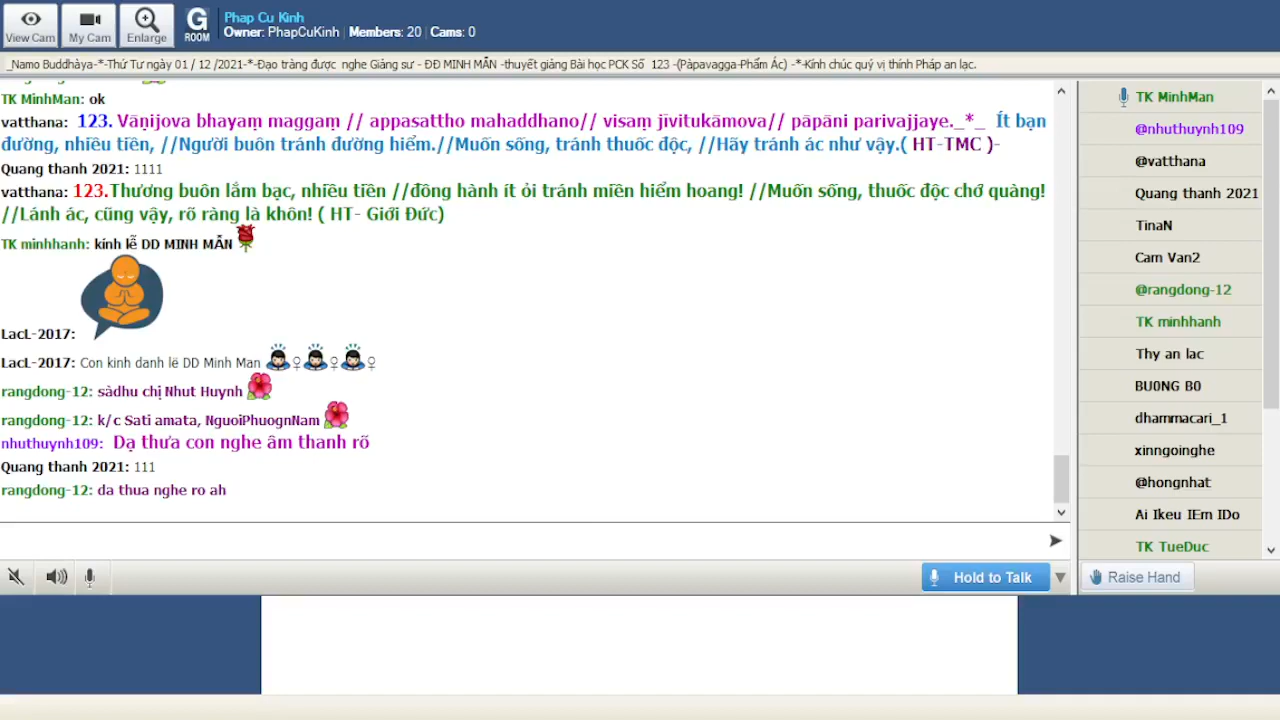 View Cam
My Cam
Enlarge
G
ROOM
Phap Cu Kinh
Owner: PhapCuKinh | Members: 20 | Cams: 0
_Namo Buddhàya-*-Thứ Tư ngày 01 / 12 /2021-*-Đạo tràng được nghe Giảng sư - ĐĐ MINH MẪN -thuyết giảng Bài học PCK Số 123 -(Pàpavagga-Phẩm Ác) -*-Kính chúc quý vị thính Pháp an lạc.
TK MinhMan: ok
vatthana: 123. Vāṇijova bhayaṃ maggaṃ // appasattho mahaddhano// visaṃ jīvitukāmova// pāpāni parivajjaye._*_ Ít bạn
đường, nhiều tiền, //Người buôn tránh đường hiểm.//Muốn sống, tránh thuốc độc, //Hãy tránh ác như vậy.( HT-TMC )-
Quang thanh 2021: 1111
vatthana: 123.Thương buôn lắm bạc, nhiều tiền //đồng hành ít ỏi tránh miền hiểm hoang! //Muốn sống, thuốc độc chớ quàng!
//Lánh ác, cũng vậy, rõ ràng là khôn! ( HT- Giới Đức)
TK minhhanh: kính lễ DD MINH MẪN
LacL-2017:
LacL-2017: Con kinh danh lê DD Minh Man
rangdong-12: sàdhu chị Nhut Huynh
rangdong-12: k/c Sati amata, NguoiPhuognNam
nhuthuynh109: Dạ thưa con nghe âm thanh rõ
Quang thanh 2021: 111
rangdong-12: da thua nghe ro ah
Hold to Talk
TK MinhMan
@nhuthuynh109
@vatthana
Quang thanh 2021
TinaN
Cam Van2
@rangdong-12
TK minhhanh
Thy an lac
BU0NG B0
dhammacari_1
xinngoinghe
@hongnhat
Ai Ikeu IEm IDo
TK TueDuc
Raise Hand